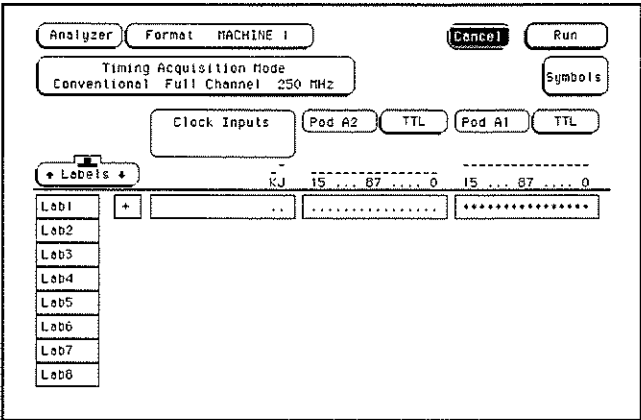 Analyzer Format MACHINE 1 Cancel Run
Timing Acquisition Mode
Conventional Full Channel 250 MHz
Symbols
Clock Inputs Pod A2 TTL Pod A1 TTL
Labels
KJ 15 ... 87 .... 0 15 ... 87 .... 0
Lab1 + .. ................ ****************
Lab2
Lab3
Lab4
Lab5
Lab6
Lab7
Lab8